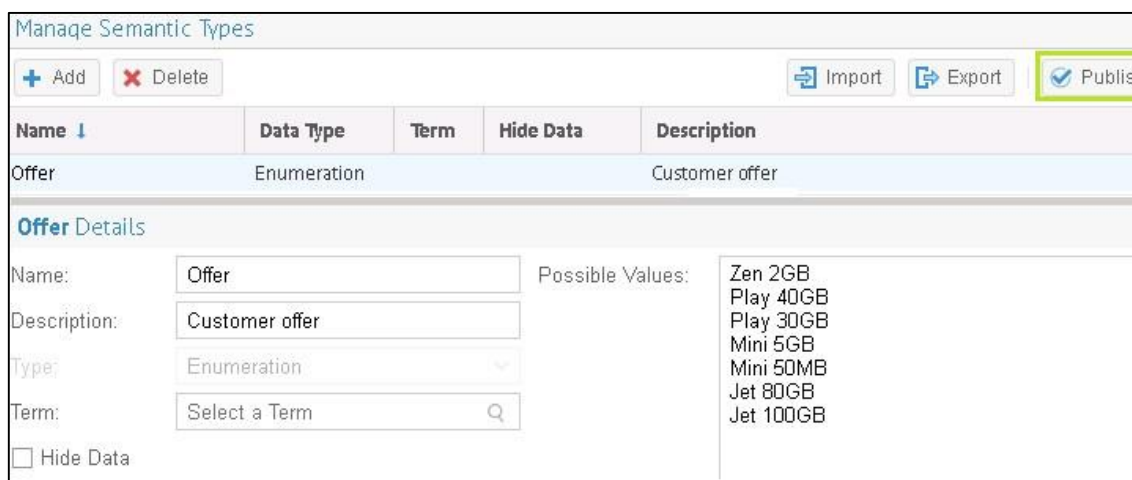 Manage Semantic Types
Add Delete Import Export Publis
Name Data Type Term Hide Data Description
Offer Enumeration Customer offer
Offer Details
Name: Offer
Description: Customer offer
Type: Enumeration
Term: Select a Term
Hide Data
Possible Values:
Zen 2GB
Play 40GB
Play 30GB
Mini 5GB
Mini 50MB
Jet 80GB
Jet 100GB